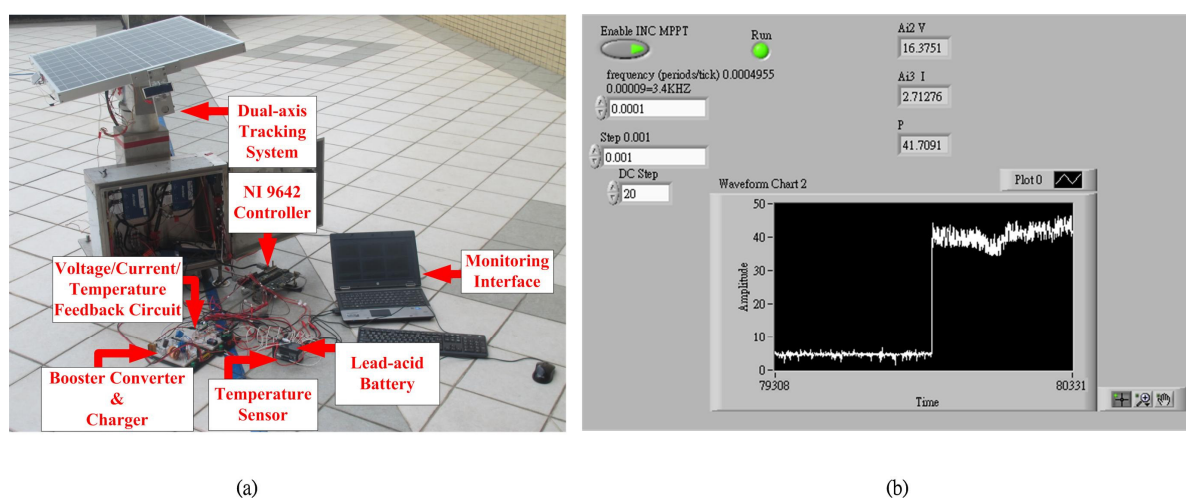 Dual-axis
Tracking
System
NI 9642
Controller
Voltage/Current/
Temperature
Feedback Circuit
Monitoring
Interface
Booster Converter
&
Charger
Temperature
Sensor
Lead-acid
Battery
(a)
Enable INC MPPT
Run
frequency (periods/tick) 0.0004955
0.00009=3.4KHZ
0.0001
Step 0.001
0.001
DC Step
20
Ai2 V
16.3751
Ai3 I
2.71276
P
41.7091
Waveform Chart 2
Plot 0
Amplitude
50
40
30
20
10
0
79308
80331
Time
(b)